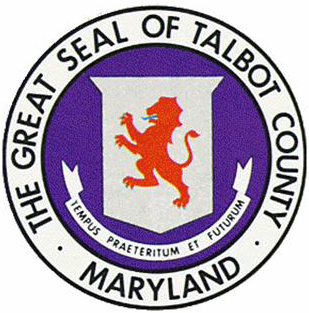 THE GREAT SEAL OF TALBOT COUNTY
TEMPUS PRAETERITUM ET FUTURUM
· MARYLAND ·